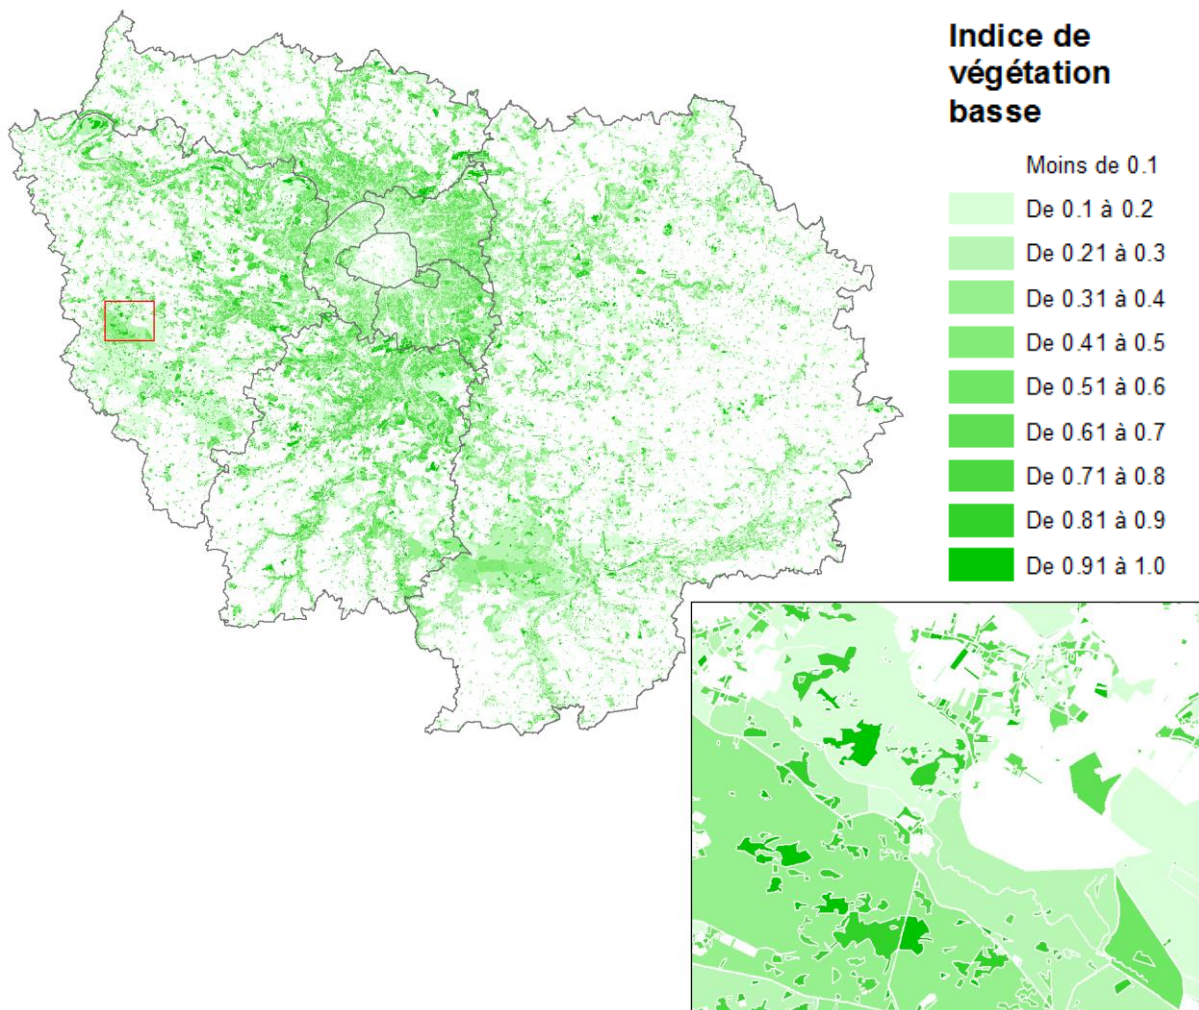 Indice de
végétation
basse
Moins de 0.1
De 0.1 à 0.2
De 0.21 à 0.3
De 0.31 à 0.4
De 0.41 à 0.5
De 0.51 à 0.6
De 0.61 à 0.7
De 0.71 à 0.8
De 0.81 à 0.9
De 0.91 à 1.0